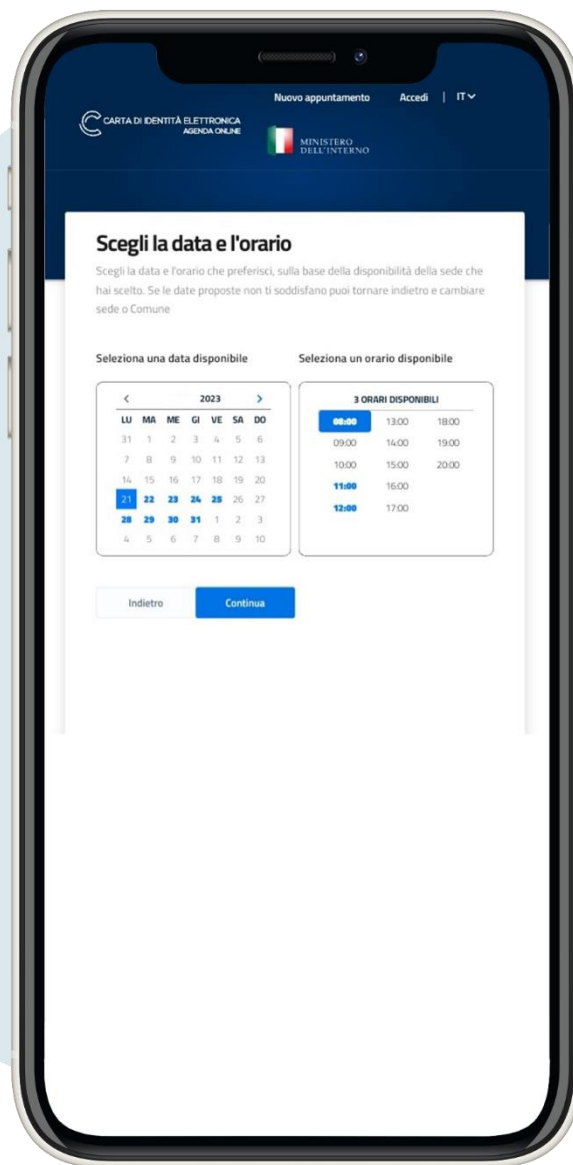 Nuovo appuntamento Accedi | IT
CARTA DI IDENTITÀ ELETTRONICA
AGENDA ONLINE
MINISTERO
DELL'INTERNO
Scegli la data e l'orario
Scegli la data e l'orario che preferisci, sulla base della disponibilità della sede che
hai scelto. Se le date proposte non ti soddisfano puoi tornare indietro e cambiare
sede o Comune
Seleziona una data disponibile
2023
LU MA ME GI VE SA DO
31 1 2 3 4 5 6
7 8 9 10 11 12 13
14 15 16 17 18 19 20
21 22 23 24 25 26 27
28 29 30 31 1 2 3
4 5 6 7 8 9 10
Seleziona un orario disponibile
3 ORARI DISPONIBILI
08:00 13:00 18:00
09:00 14:00 19:00
10:00 15:00 20:00
11:00 16:00
12:00 17:00
Indietro Continua